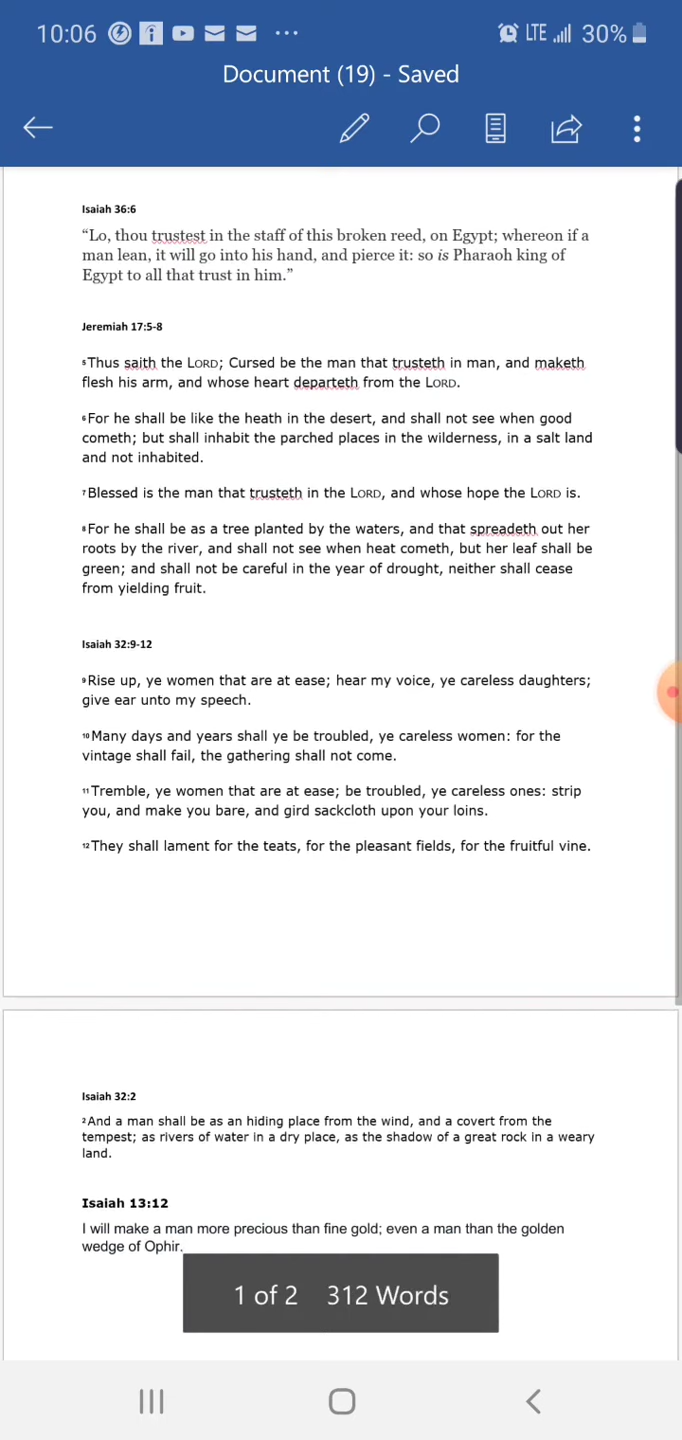 10:06 LTE 30%
Document (19) - Saved
Isaiah 36:6
“Lo, thou trustest in the staff of this broken reed, on Egypt; whereon if a
man lean, it will go into his hand, and pierce it: so is Pharaoh king of
Egypt to all that trust in him.”
Jeremiah 17:5-8
5Thus saith the LORD; Cursed be the man that trusteth in man, and maketh
flesh his arm, and whose heart departeth from the LORD.
6For he shall be like the heath in the desert, and shall not see when good
cometh; but shall inhabit the parched places in the wilderness, in a salt land
and not inhabited.
7Blessed is the man that trusteth in the LORD, and whose hope the LORD is.
8For he shall be as a tree planted by the waters, and that spreadeth out her
roots by the river, and shall not see when heat cometh, but her leaf shall be
green; and shall not be careful in the year of drought, neither shall cease
from yielding fruit.
Isaiah 32:9-12
9Rise up, ye women that are at ease; hear my voice, ye careless daughters;
give ear unto my speech.
10Many days and years shall ye be troubled, ye careless women: for the
vintage shall fail, the gathering shall not come.
11Tremble, ye women that are at ease; be troubled, ye careless ones: strip
you, and make you bare, and gird sackcloth upon your loins.
12They shall lament for the teats, for the pleasant fields, for the fruitful vine.
Isaiah 32:2
2And a man shall be as an hiding place from the wind, and a covert from the
tempest; as rivers of water in a dry place, as the shadow of a great rock in a weary
land.
Isaiah 13:12
I will make a man more precious than fine gold; even a man than the golden
wedge of Ophir.
1 of 2 312 Words